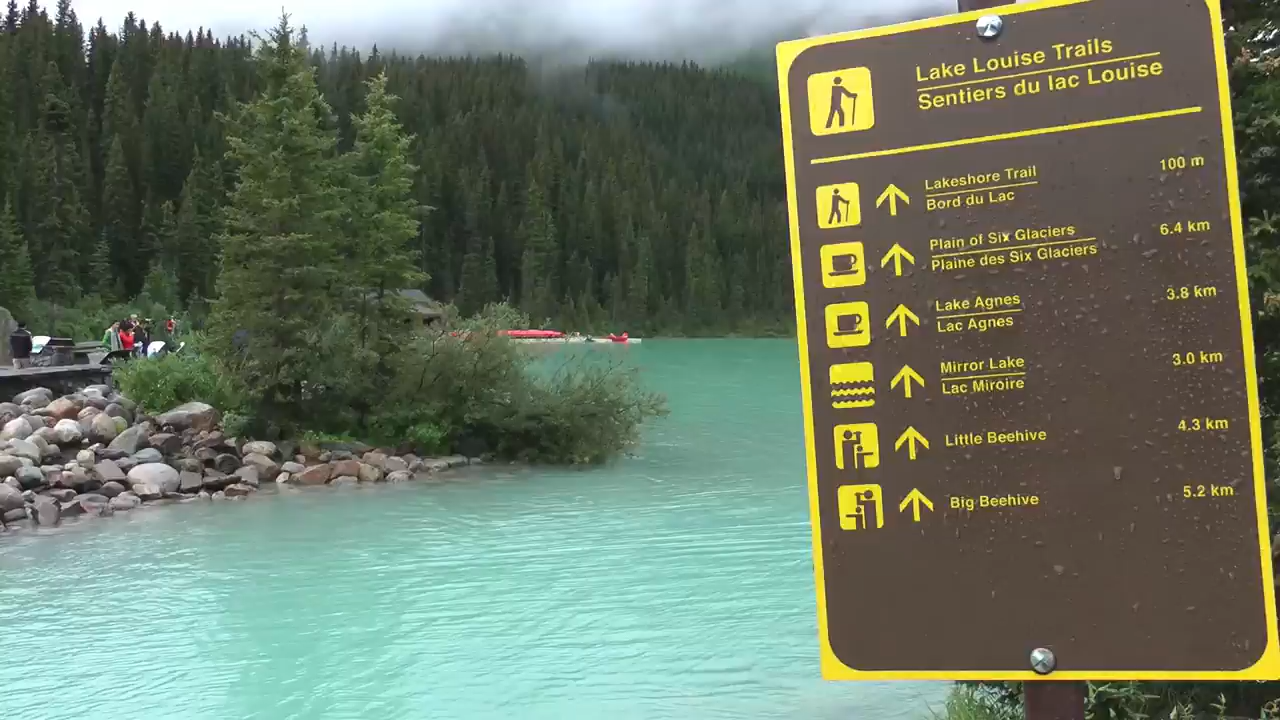 Lake Louise Trails
Sentiers du lac Louise
Lakeshore Trail 100 m
Bord du Lac
Plain of Six Glaciers 6.4 km
Plaine des Six Glaciers
Lake Agnes 3.8 km
Lac Agnes
Mirror Lake 3.0 km
Lac Miroire
Little Beehive 4.3 km
Big Beehive 5.2 km